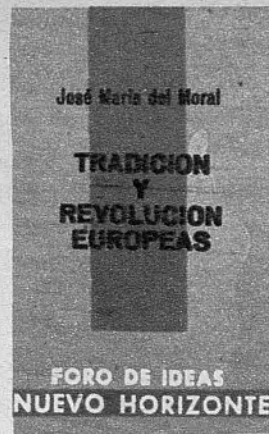 José María del Moral
TRADICION
Y
REVOLUCION
EUROPEAS
FORO DE IDEAS
NUEVO HORIZONTE